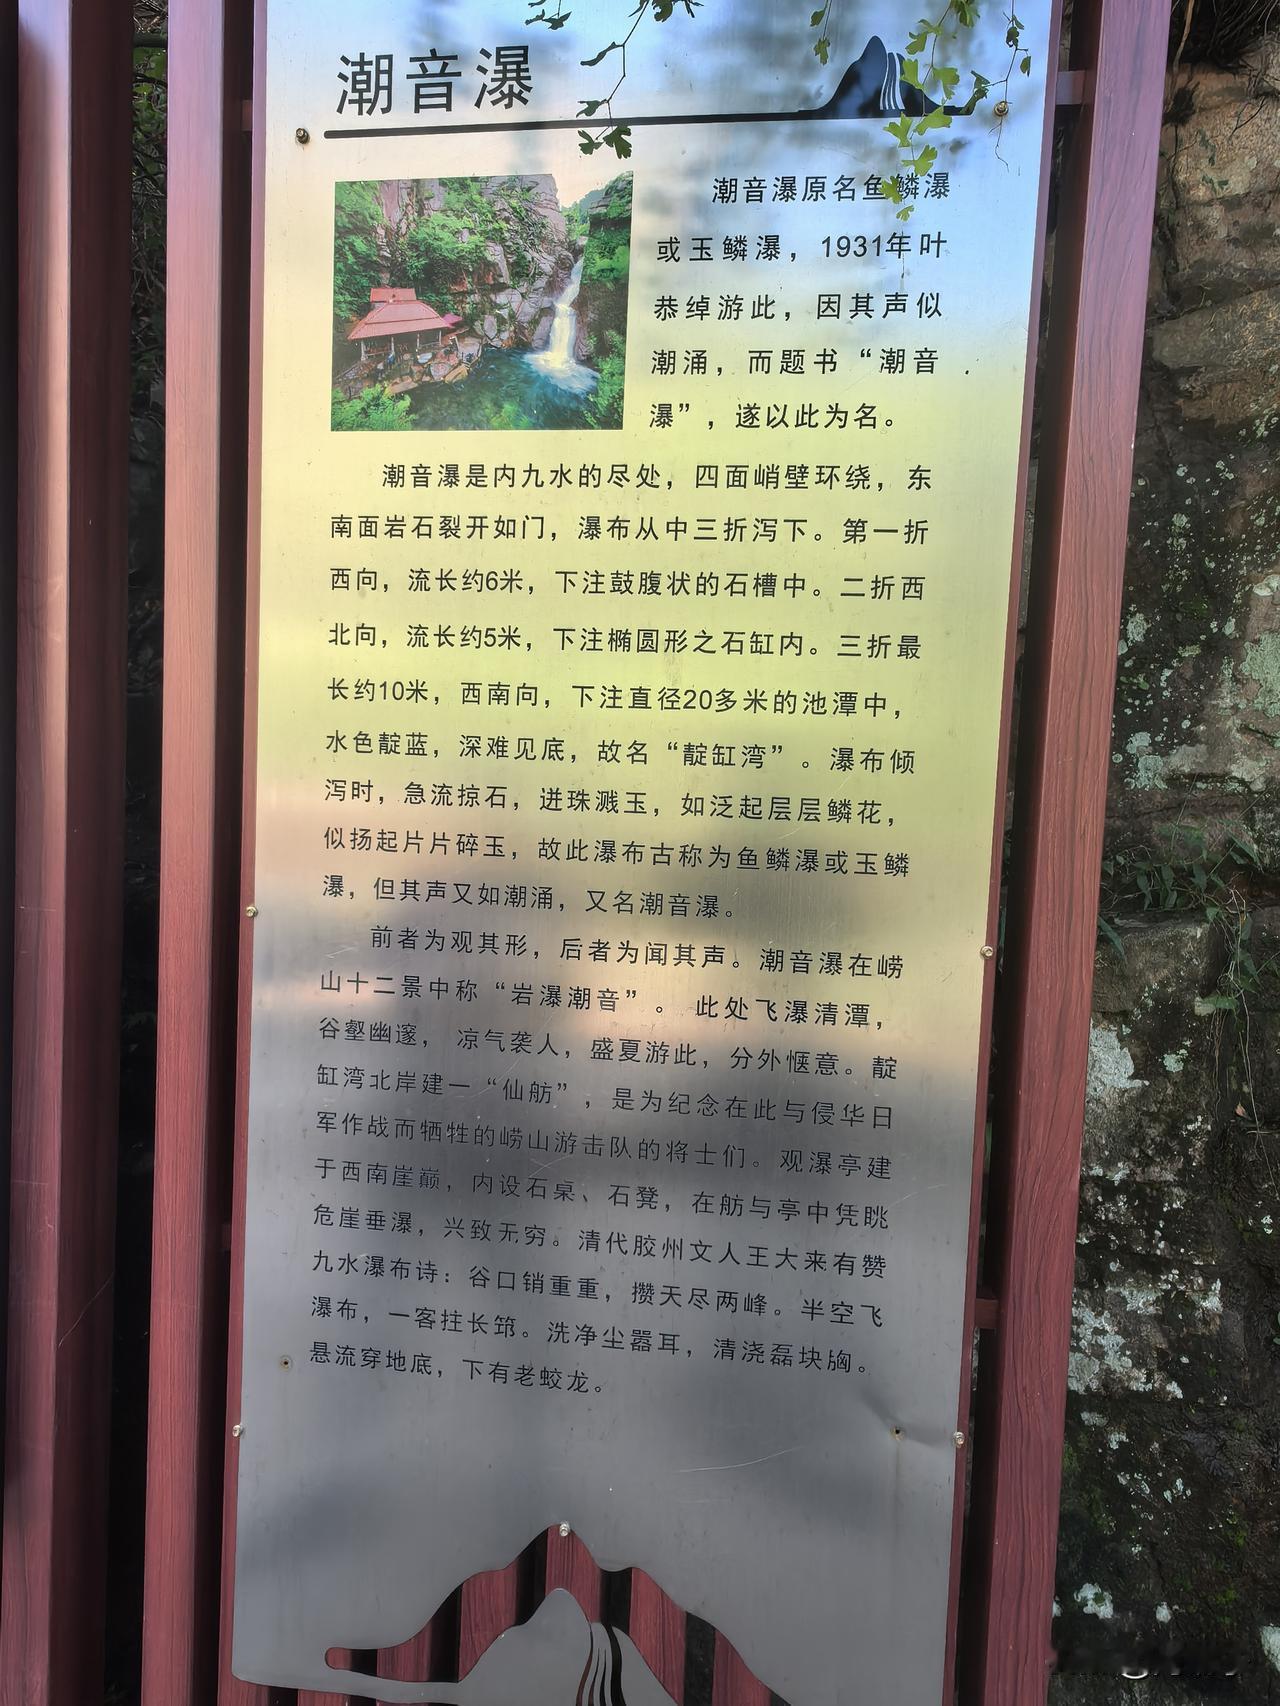 潮音瀑
潮音瀑原名鱼鳞瀑
或玉鳞瀑，1931年叶
恭绰游此，因其声似
潮涌，而题书“潮音
瀑”，遂以此为名。
潮音瀑是内九水的尽处，四面峭壁环绕，东
南面岩石裂开如门，瀑布从中三折泻下。第一折
西向，流长约6米，下注鼓腹状的石槽中。二折西
北向，流长约5米，下注椭圆形之石缸内。三折最
长约10米，西南向，下注直径20多米的池潭中，
水色靛蓝，深难见底，故名“靛缸湾”。瀑布倾
泻时，急流掠石，迸珠溅玉，如泛起层层鳞花，
似扬起片片碎玉，故此瀑布古称为鱼鳞瀑或玉鳞
瀑，但其声又如潮涌，又名潮音瀑。
前者为观其形，后者为闻其声。潮音瀑在崂
山十二景中称“岩瀑潮音”。此处飞瀑清潭，
谷壑幽邃，凉气袭人，盛夏游此，分外惬意。靛
缸湾北岸建一“仙舫”，是为纪念在此与侵华日
军作战而牺牲的崂山游击队的将士们。观瀑亭建
于西南崖巅，内设石桌、石凳，在舫与亭中凭眺
危崖垂瀑，兴致无穷。清代胶州文人王大来有赞
九水瀑布诗：谷口销重重，攒天尽两峰。半空飞
瀑布，一客拄长筇。洗净尘嚣耳，清浇磊块胸。
悬流穿地底，下有老蛟龙。